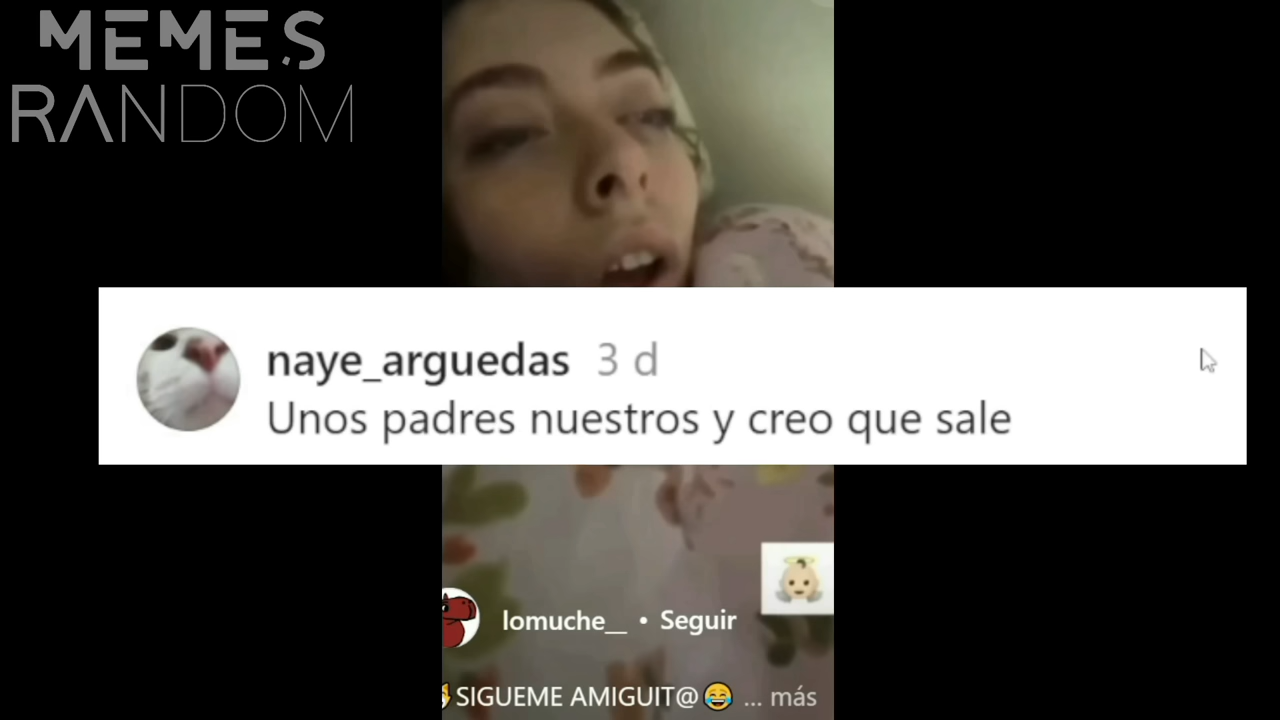 MEMES
RANDOM
naye_arguedas 3 d
Unos padres nuestros y creo que sale
lomuche__ • Seguir
SIGUEME AMIGUIT@😂 ... más